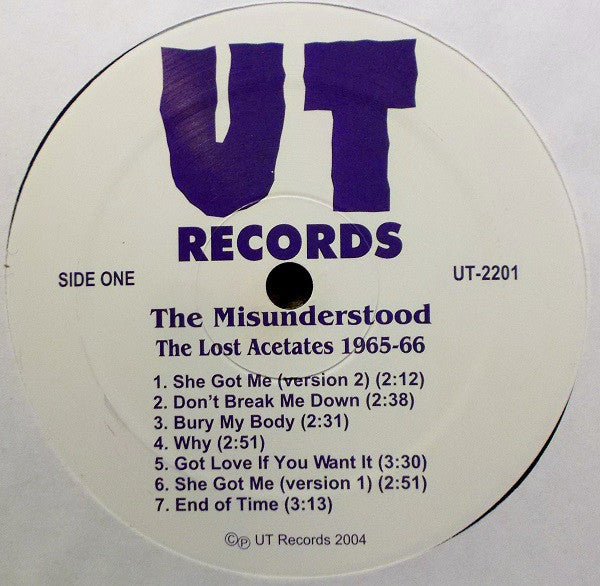 UT
RECORDS
SIDE ONE
UT-2201
The Misunderstood
The Lost Acetates 1965-66
1. She Got Me (version 2) (2:12)
2. Don't Break Me Down (2:38)
3. Bury My Body (2:31)
4. Why (2:51)
5. Got Love If You Want It (3:30)
6. She Got Me (version 1) (2:51)
7. End of Time (3:13)
©℗ UT Records 2004